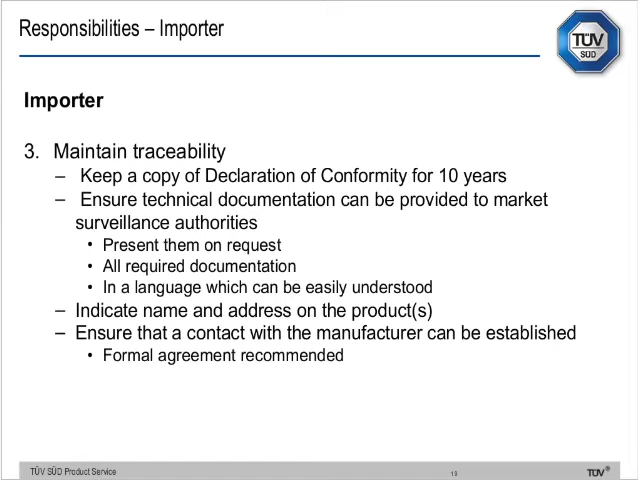 Responsibilities – Importer
TÜV
SÜD
Importer
3. Maintain traceability
– Keep a copy of Declaration of Conformity for 10 years
– Ensure technical documentation can be provided to market
surveillance authorities
• Present them on request
• All required documentation
• In a language which can be easily understood
– Indicate name and address on the product(s)
– Ensure that a contact with the manufacturer can be established
• Formal agreement recommended
TÜV SÜD Product Service
19
TÜV®